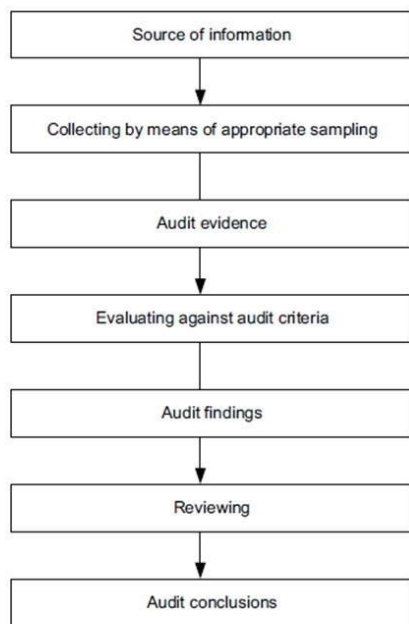 Source of information
Collecting by means of appropriate sampling
Audit evidence
Evaluating against audit criteria
Audit findings
Reviewing
Audit conclusions